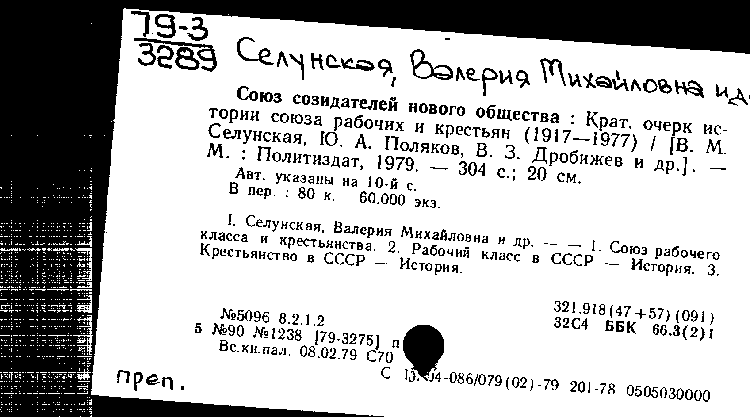 79-3
3289
Селунская, Валерия Михайловна и др
Союз созидателей нового общества : Крат. очерк ис-
тории союза рабочих и крестьян (1917—1977) / [В. М.
Селунская, Ю. А. Поляков, В. З. Дробижев и др.]. —
М. : Политиздат, 1979. — 304 с.; 20 см.
Авт. указаны на 10-й с.
В пер. : 80 к. 60.000 экз.
I. Селунская, Валерия Михайловна и др. — — 1. Союз рабочего
класса и крестьянства. 2. Рабочий класс в СССР — История. 3.
Крестьянство в СССР — История.
321.918(47+57)(091)
№5096 8.2.1.2
32С4 ББК 66.3(2)1
5 №90 №1238 [79-3275] п
Вс.кн.пал. 08.02.79 С70
С 04-086/079(02)-79 201-78 0505030000
преп.